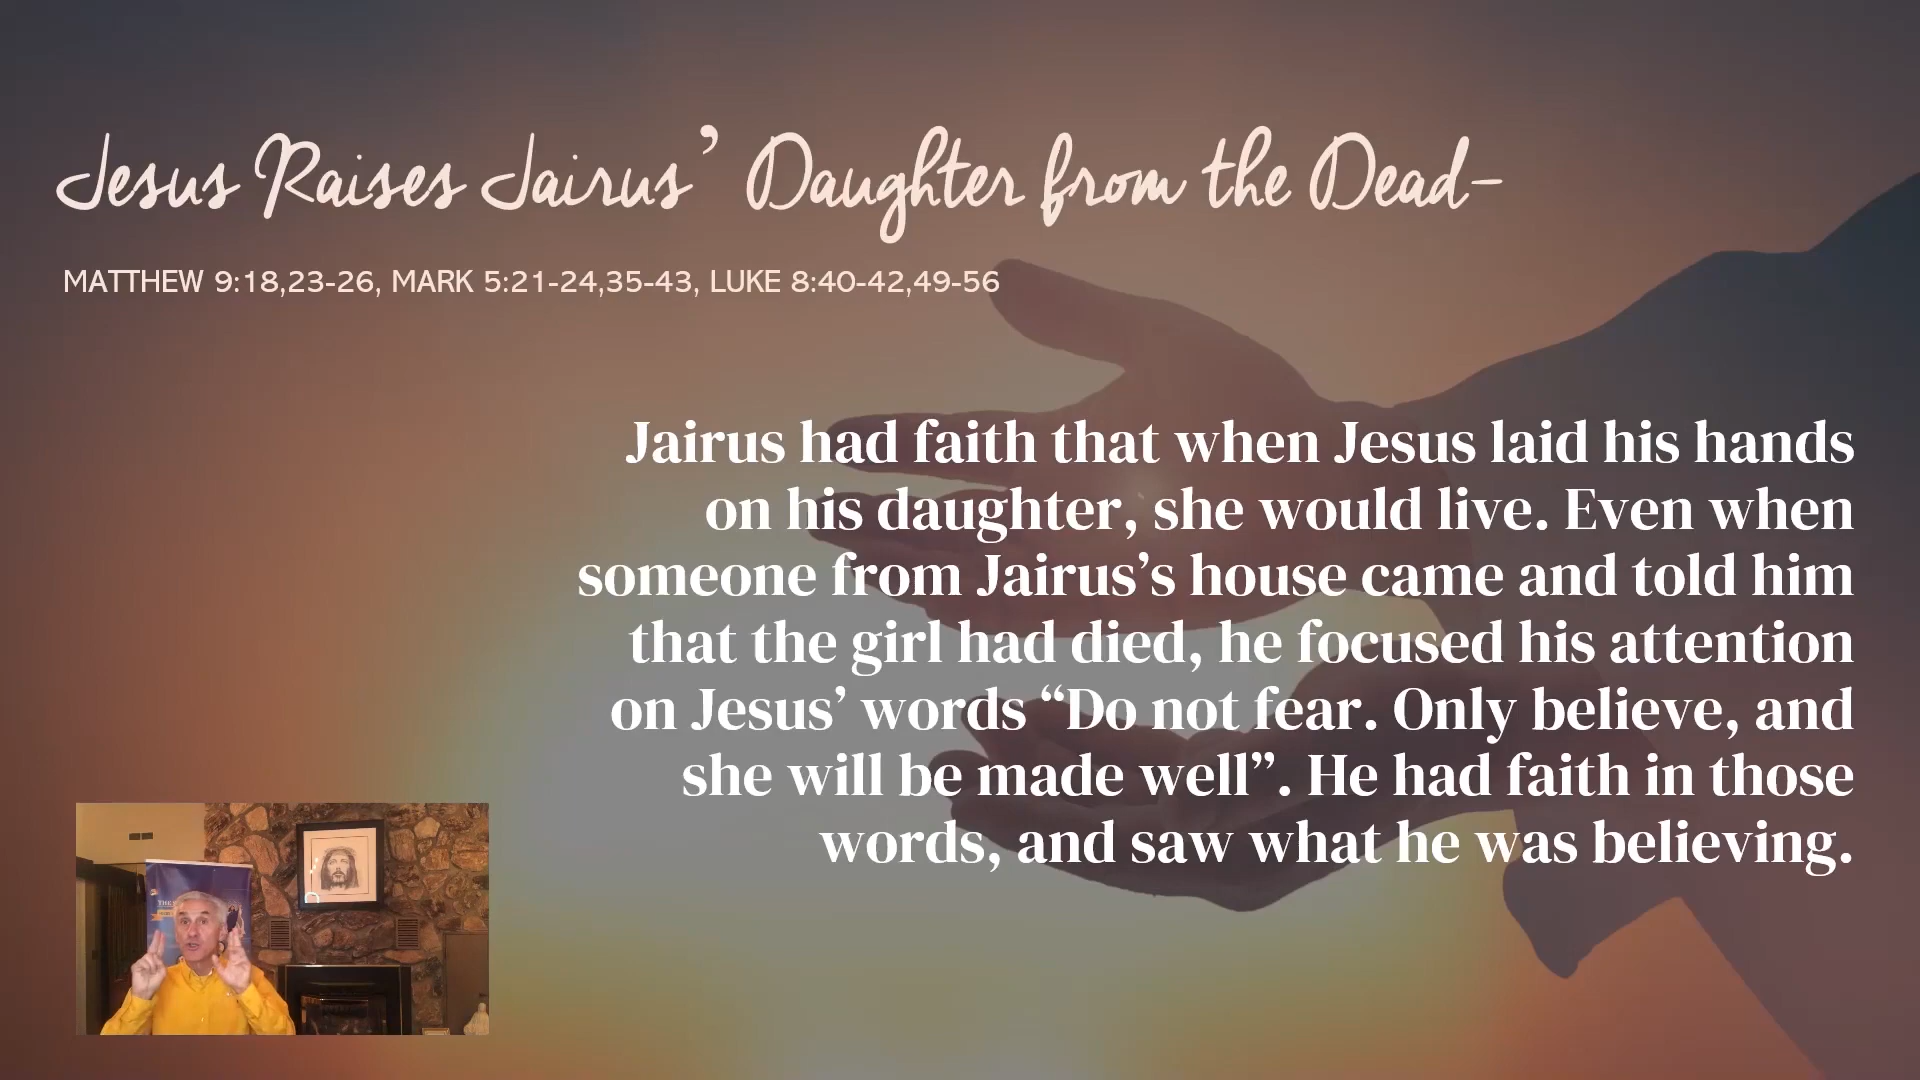 Jesus Raises Jairus’ Daughter from the Dead-
MATTHEW 9:18,23-26, MARK 5:21-24,35-43, LUKE 8:40-42,49-56
Jairus had faith that when Jesus laid his hands
on his daughter, she would live. Even when
someone from Jairus’s house came and told him
that the girl had died, he focused his attention
on Jesus’ words “Do not fear. Only believe, and
she will be made well”. He had faith in those
words, and saw what he was believing.